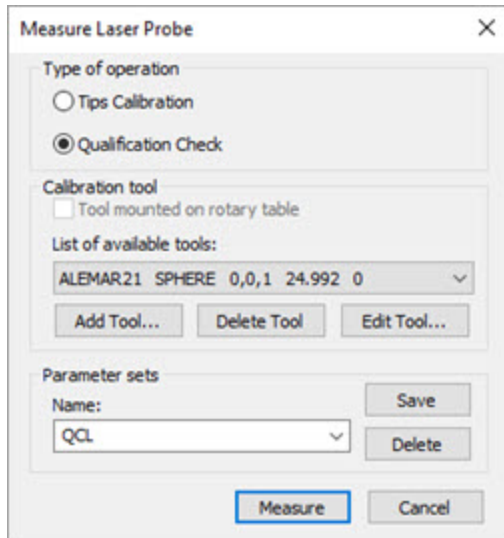 Measure Laser Probe
Type of operation
Tips Calibration
Qualification Check
Calibration tool
Tool mounted on rotary table
List of available tools:
ALEMAR21 SPHERE 0,0,1 24.992 0
Add Tool... Delete Tool Edit Tool...
Parameter sets
Name:
Save
QCL
Delete
Measure Cancel